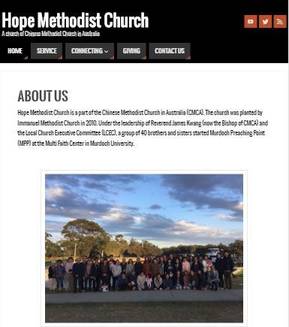 Hope Methodist Church
A church of Chinese Methodist Church in Australia
HOME SERVICE CONNECTING GIVING CONTACT US
ABOUT US
Hope Methodist Church is a part of the Chinese Methodist Church in Australia (CMCA). The church was planted by
Immanuel Methodist Church in 2010. Under the leadership of Reverend James Kwang (now the Bishop of CMCA) and
the Local Church Executive Committee (LCEC), a group of 40 brothers and sisters started Murdoch Preaching Point
(MPP) at the Multi Faith Center in Murdoch University.